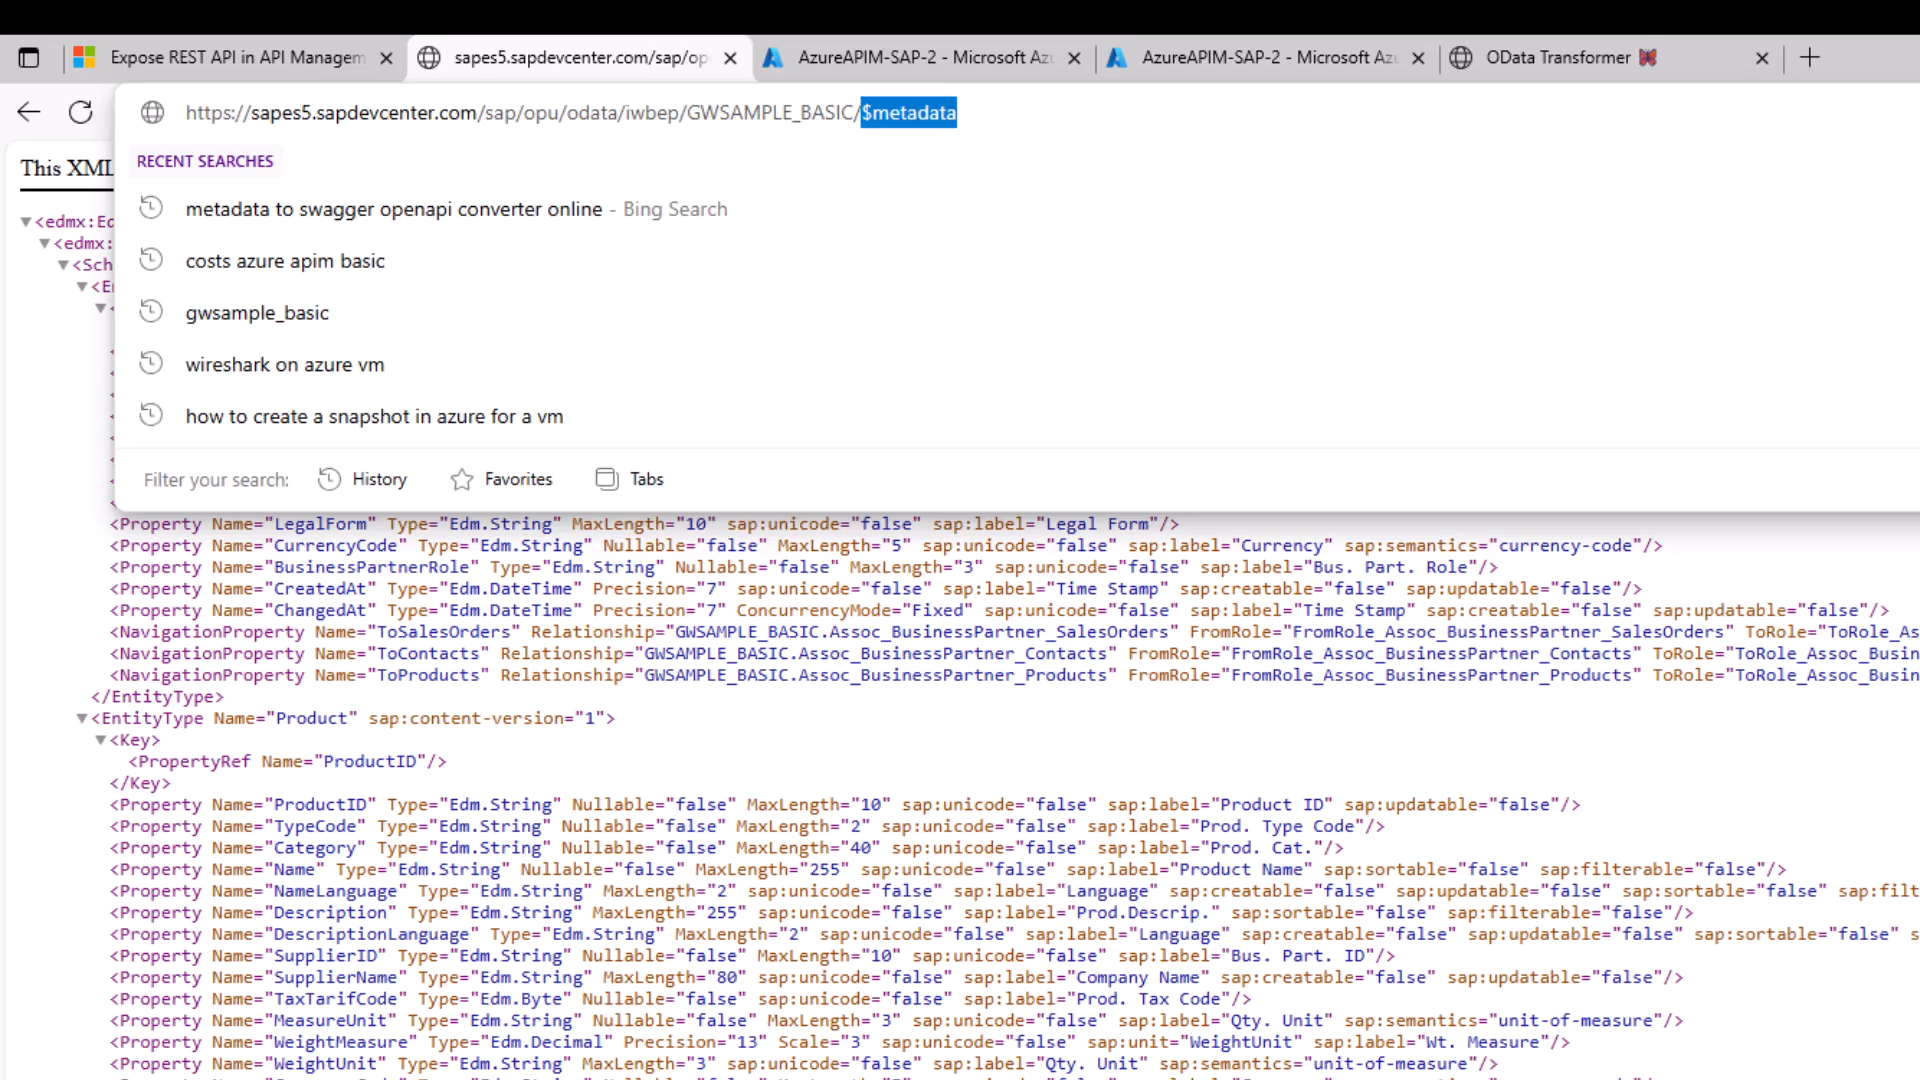 Expose REST API in API Managem
sapes5.sapdevcenter.com/sap/op
AzureAPIM-SAP-2 - Microsoft Az
AzureAPIM-SAP-2 - Microsoft Az
OData Transformer
https://sapes5.sapdevcenter.com/sap/opu/odata/iwbep/GWSAMPLE_BASIC/$metadata
RECENT SEARCHES
This XML
metadata to swagger openapi converter online - Bing Search
<edmx:Ed
<edmx:
costs azure apim basic
<Sch
<E
gwsample_basic
<
wireshark on azure vm
how to create a snapshot in azure for a vm
Filter your search: History Favorites Tabs
<Property Name="LegalForm" Type="Edm.String" MaxLength="10" sap:unicode="false" sap:label="Legal Form"/>
<Property Name="CurrencyCode" Type="Edm.String" Nullable="false" MaxLength="5" sap:unicode="false" sap:label="Currency" sap:semantics="currency-code"/>
<Property Name="BusinessPartnerRole" Type="Edm.String" Nullable="false" MaxLength="3" sap:unicode="false" sap:label="Bus. Part. Role"/>
<Property Name="CreatedAt" Type="Edm.DateTime" Precision="7" sap:unicode="false" sap:label="Time Stamp" sap:creatable="false" sap:updatable="false"/>
<Property Name="ChangedAt" Type="Edm.DateTime" Precision="7" ConcurrencyMode="Fixed" sap:unicode="false" sap:label="Time Stamp" sap:creatable="false" sap:updatable="false"/>
<NavigationProperty Name="ToSalesOrders" Relationship="GWSAMPLE_BASIC.Assoc_BusinessPartner_SalesOrders" FromRole="FromRole_Assoc_BusinessPartner_SalesOrders" ToRole="ToRole_As
<NavigationProperty Name="ToContacts" Relationship="GWSAMPLE_BASIC.Assoc_BusinessPartner_Contacts" FromRole="FromRole_Assoc_BusinessPartner_Contacts" ToRole="ToRole_Assoc_Busin
<NavigationProperty Name="ToProducts" Relationship="GWSAMPLE_BASIC.Assoc_BusinessPartner_Products" FromRole="FromRole_Assoc_BusinessPartner_Products" ToRole="ToRole_Assoc_Busin
</EntityType>
<EntityType Name="Product" sap:content-version="1">
<Key>
<PropertyRef Name="ProductID"/>
</Key>
<Property Name="ProductID" Type="Edm.String" Nullable="false" MaxLength="10" sap:unicode="false" sap:label="Product ID" sap:updatable="false"/>
<Property Name="TypeCode" Type="Edm.String" Nullable="false" MaxLength="2" sap:unicode="false" sap:label="Prod. Type Code"/>
<Property Name="Category" Type="Edm.String" Nullable="false" MaxLength="40" sap:unicode="false" sap:label="Prod. Cat."/>
<Property Name="Name" Type="Edm.String" Nullable="false" MaxLength="255" sap:unicode="false" sap:label="Product Name" sap:sortable="false" sap:filterable="false"/>
<Property Name="NameLanguage" Type="Edm.String" MaxLength="2" sap:unicode="false" sap:label="Language" sap:creatable="false" sap:updatable="false" sap:sortable="false" sap:filt
<Property Name="Description" Type="Edm.String" MaxLength="255" sap:unicode="false" sap:label="Prod.Descrip." sap:sortable="false" sap:filterable="false"/>
<Property Name="DescriptionLanguage" Type="Edm.String" MaxLength="2" sap:unicode="false" sap:label="Language" sap:creatable="false" sap:updatable="false" sap:sortable="false" s
<Property Name="SupplierID" Type="Edm.String" Nullable="false" MaxLength="10" sap:unicode="false" sap:label="Bus. Part. ID"/>
<Property Name="SupplierName" Type="Edm.String" MaxLength="80" sap:unicode="false" sap:label="Company Name" sap:creatable="false" sap:updatable="false"/>
<Property Name="TaxTarifCode" Type="Edm.Byte" Nullable="false" sap:unicode="false" sap:label="Prod. Tax Code"/>
<Property Name="MeasureUnit" Type="Edm.String" Nullable="false" MaxLength="3" sap:unicode="false" sap:label="Qty. Unit" sap:semantics="unit-of-measure"/>
<Property Name="WeightMeasure" Type="Edm.Decimal" Precision="13" Scale="3" sap:unicode="false" sap:unit="WeightUnit" sap:label="Wt. Measure"/>
<Property Name="WeightUnit" Type="Edm.String" MaxLength="3" sap:unicode="false" sap:label="Qty. Unit" sap:semantics="unit-of-measure"/>